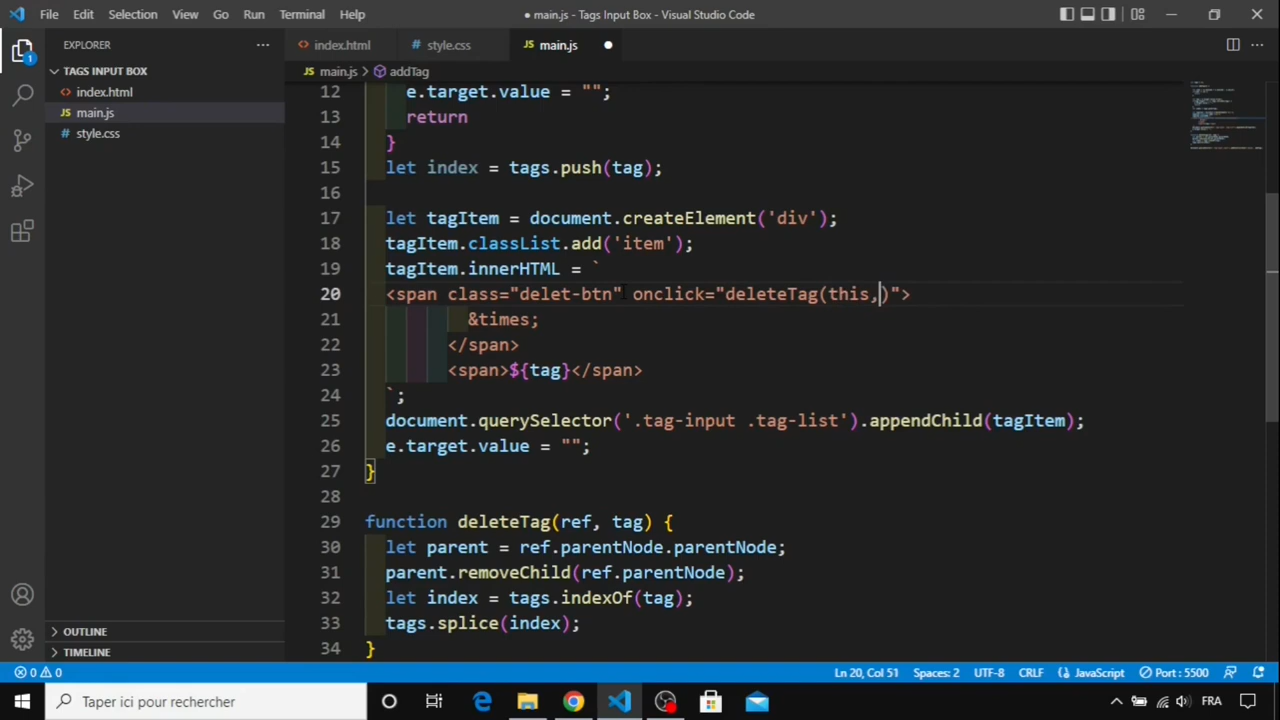 File Edit Selection View Go Run Terminal Help
● main.js - Tags Input Box - Visual Studio Code
EXPLORER
index.html
style.css
JS main.js
1
TAGS INPUT BOX
index.html
JS main.js
style.css
JS main.js > addTag
12 e.target.value = "";
13 return
14 }
15 let index = tags.push(tag);
16
17 let tagItem = document.createElement('div');
18 tagItem.classList.add('item');
19 tagItem.innerHTML = `
20 <span class="delet-btn" onclick="deleteTag(this,)">
21 &times;
22 </span>
23 <span>${tag}</span>
24 `;
25 document.querySelector('.tag-input .tag-list').appendChild(tagItem);
26 e.target.value = "";
27 }
28
29 function deleteTag(ref, tag) {
30 let parent = ref.parentNode.parentNode;
31 parent.removeChild(ref.parentNode);
32 let index = tags.indexOf(tag);
33 tags.splice(index);
34 }
OUTLINE
TIMELINE
0 0 Ln 20, Col 51 Spaces: 2 UTF-8 CRLF {} JavaScript Port : 5500
Taper ici pour rechercher
FRA